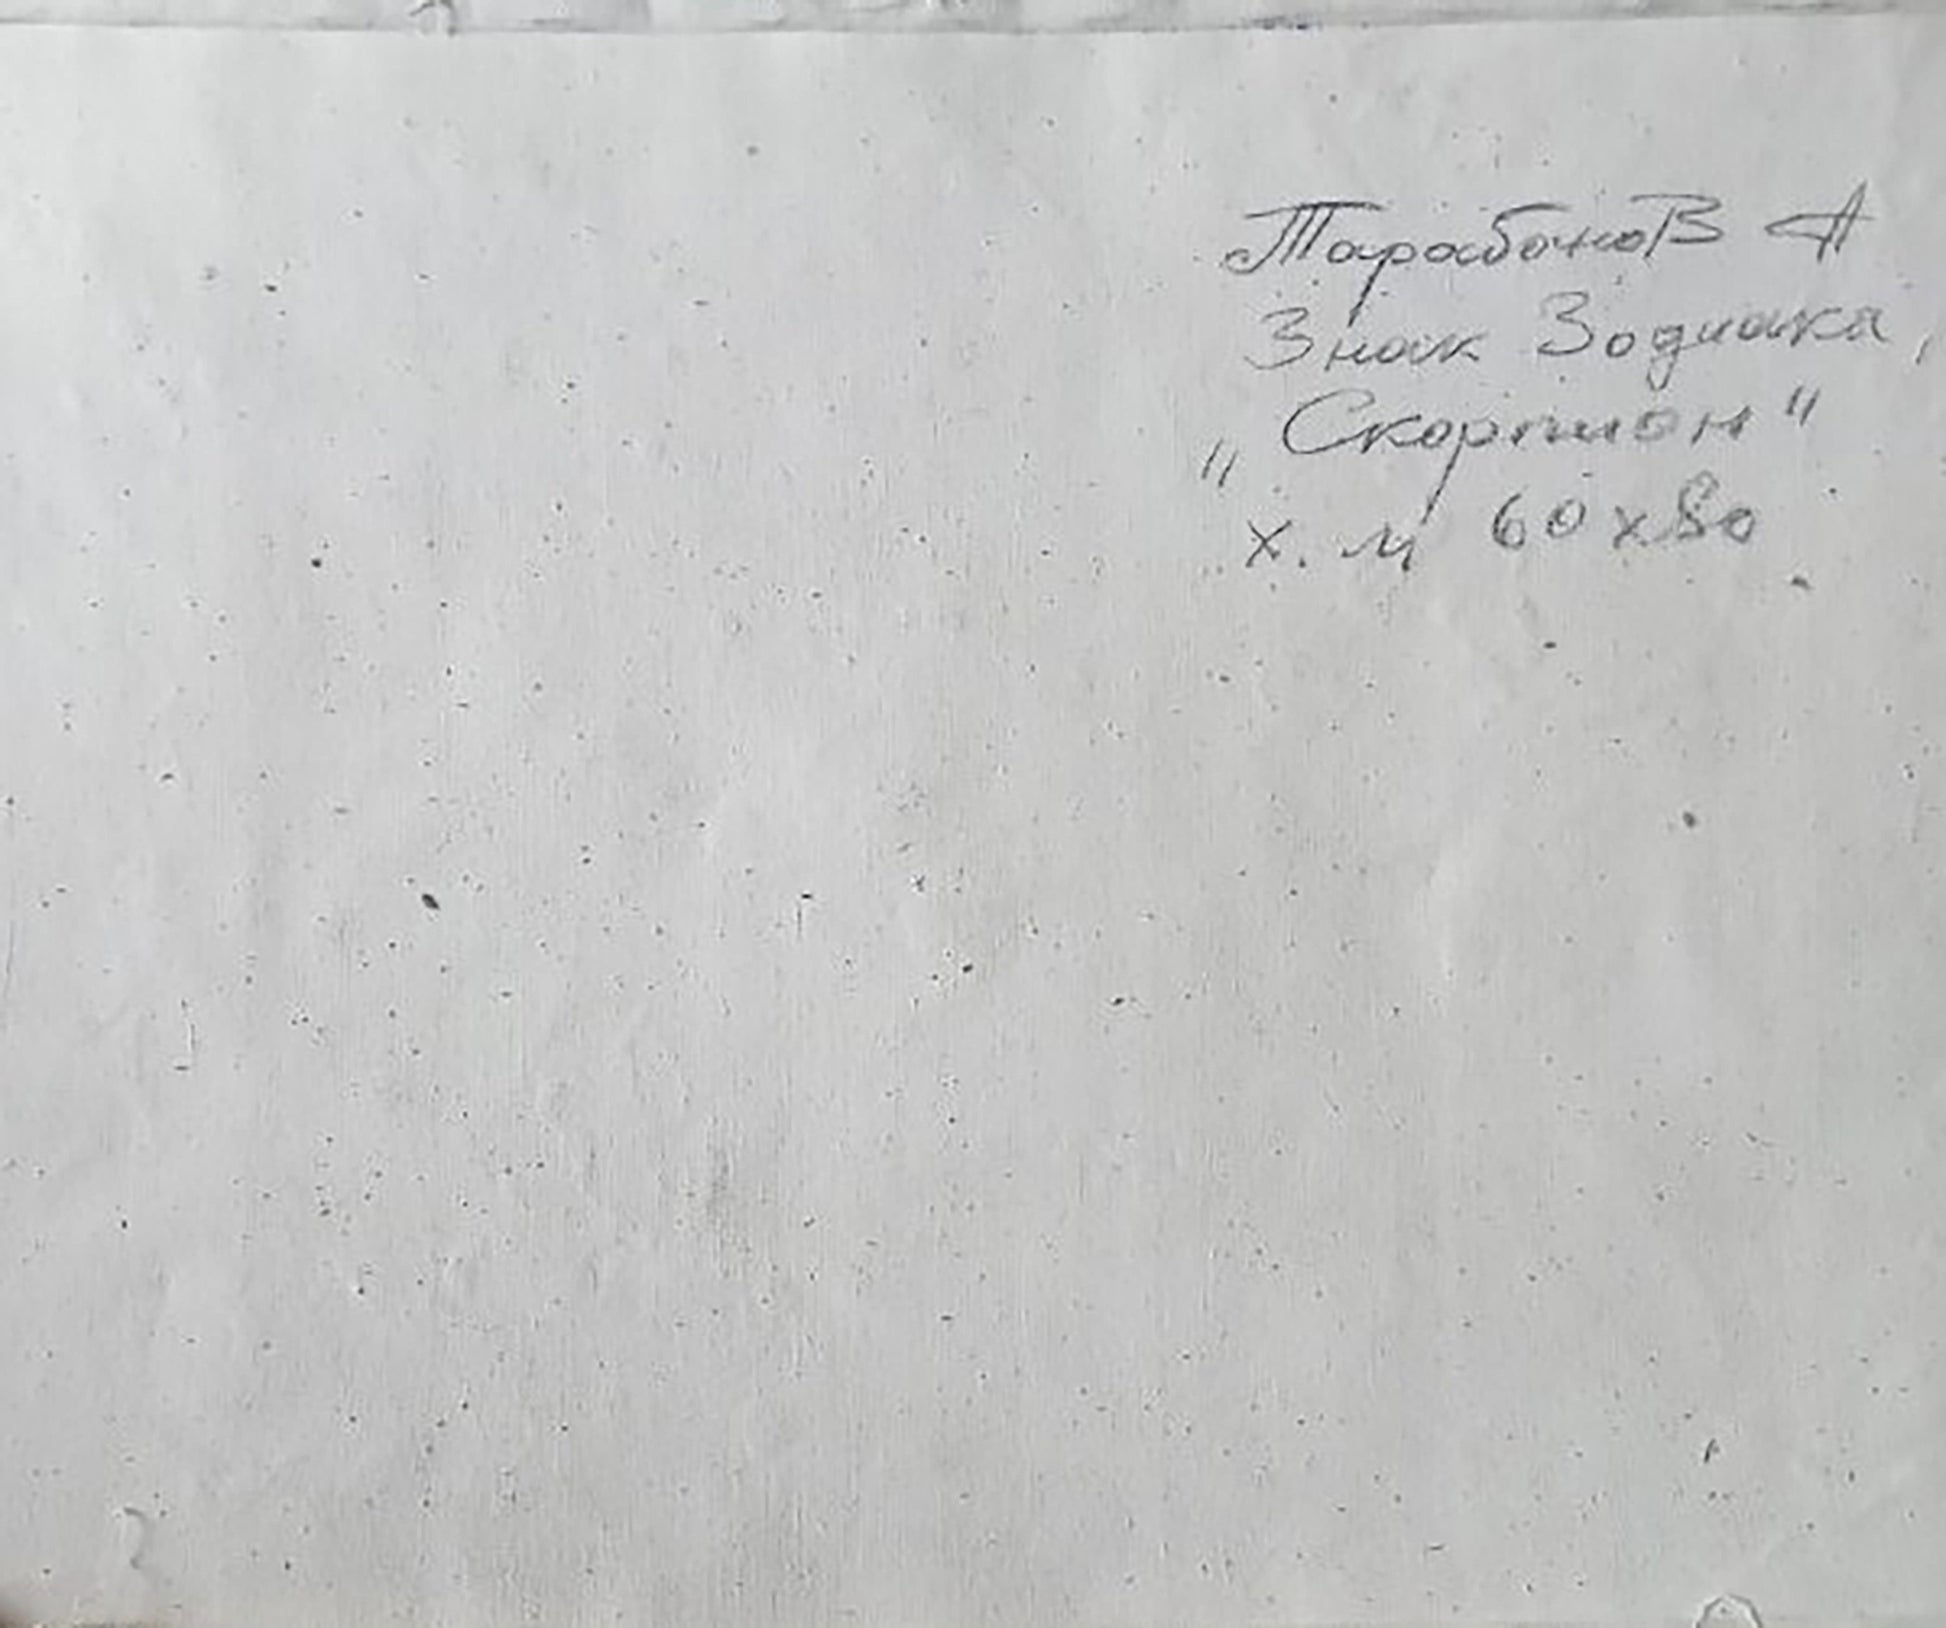 Тарабанов А
Знак Зодиака,
"Скорпион"
х. м 60х80